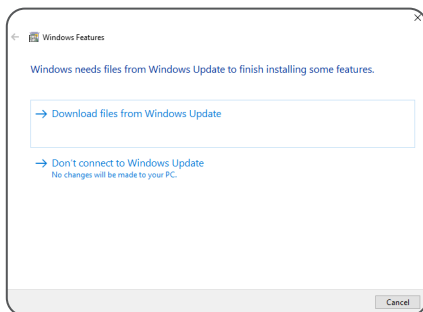 Windows Features
Windows needs files from Windows Update to finish installing some features.
Download files from Windows Update
Don't connect to Windows Update
No changes will be made to your PC.
Cancel